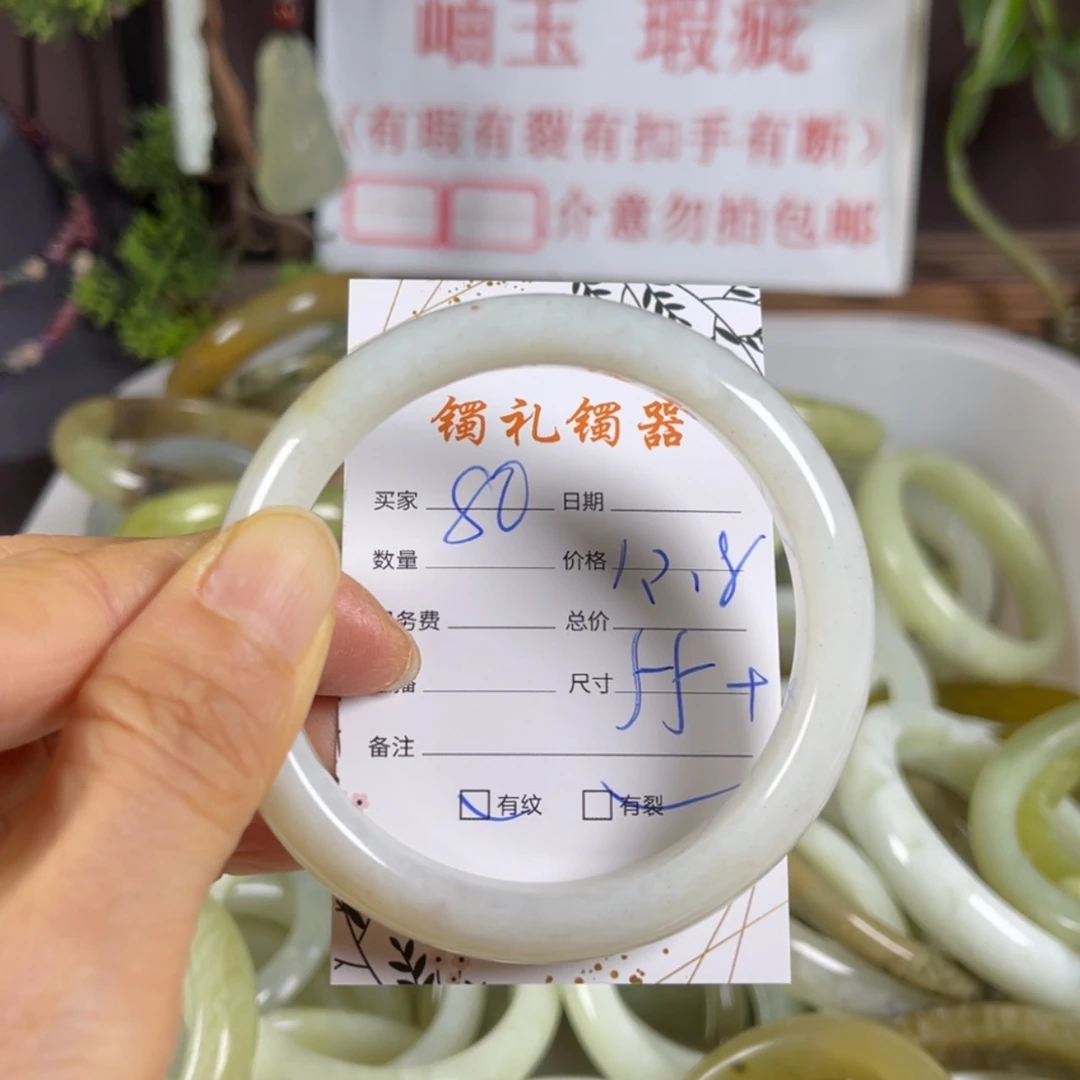 岫玉 瑕疵
（有瑕有裂有扣手有断）
介意勿拍包邮
镯礼镯器
买家 80 日期
数量 价格 12.8
务费 总价
播 尺寸 55+
备注
有纹 有裂